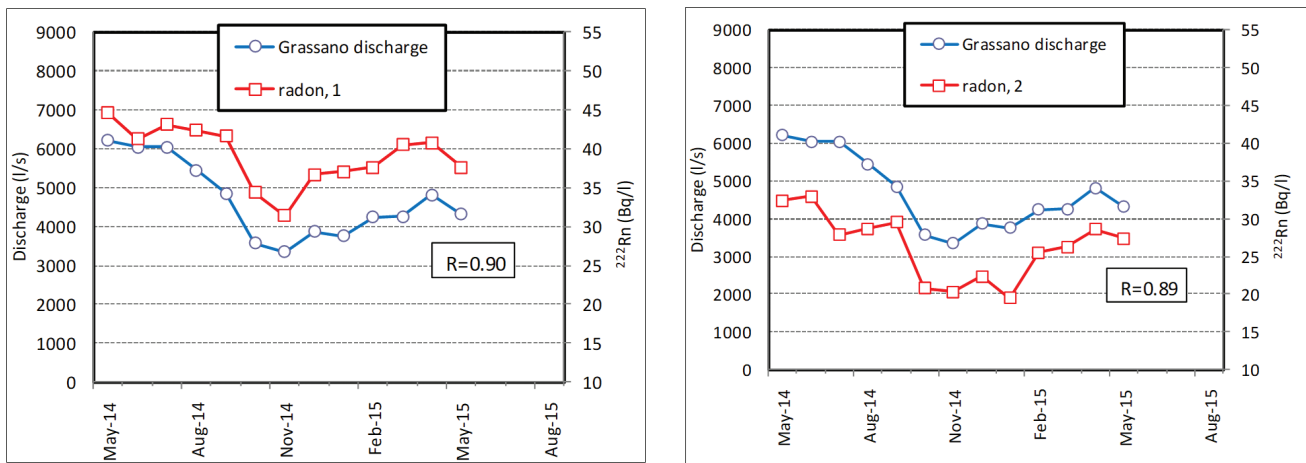 9000
8000
7000
6000
5000
4000
3000
2000
1000
0
Discharge (l/s)
Grassano discharge
radon, 1
R=0.90
55
50
45
40
35
30
25
20
15
10
²²²Rn (Bq/l)
May-14
Aug-14
Nov-14
Feb-15
May-15
Aug-15
9000
8000
7000
6000
5000
4000
3000
2000
1000
0
Discharge (l/s)
Grassano discharge
radon, 2
R=0.89
55
50
45
40
35
30
25
20
15
10
²²²Rn (Bq/l)
May-14
Aug-14
Nov-14
Feb-15
May-15
Aug-15